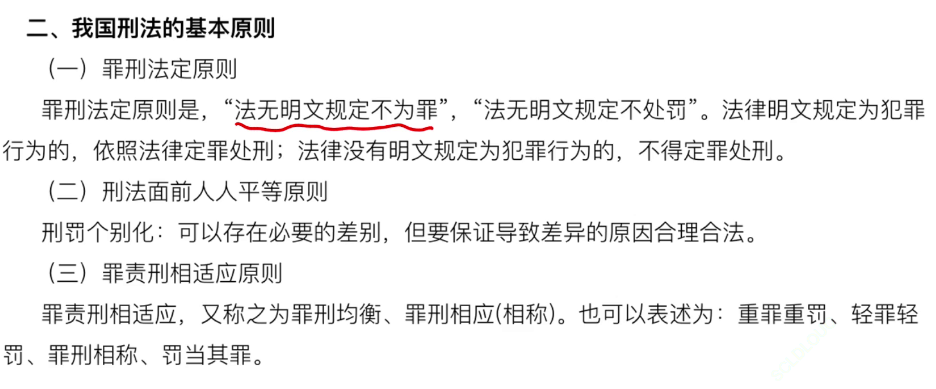 二、我国刑法的基本原则
（一）罪刑法定原则
罪刑法定原则是，“法无明文规定不为罪”，“法无明文规定不处罚”。法律明文规定为犯罪
行为的，依照法律定罪处刑；法律没有明文规定为犯罪行为的，不得定罪处刑。
（二）刑法面前人人平等原则
刑罚个别化：可以存在必要的差别，但要保证导致差异的原因合理合法。
（三）罪责刑相适应原则
罪责刑相适应，又称之为罪刑均衡、罪刑相应(相称)。也可以表述为：重罪重罚、轻罪轻
罚、罪刑相称、罚当其罪。